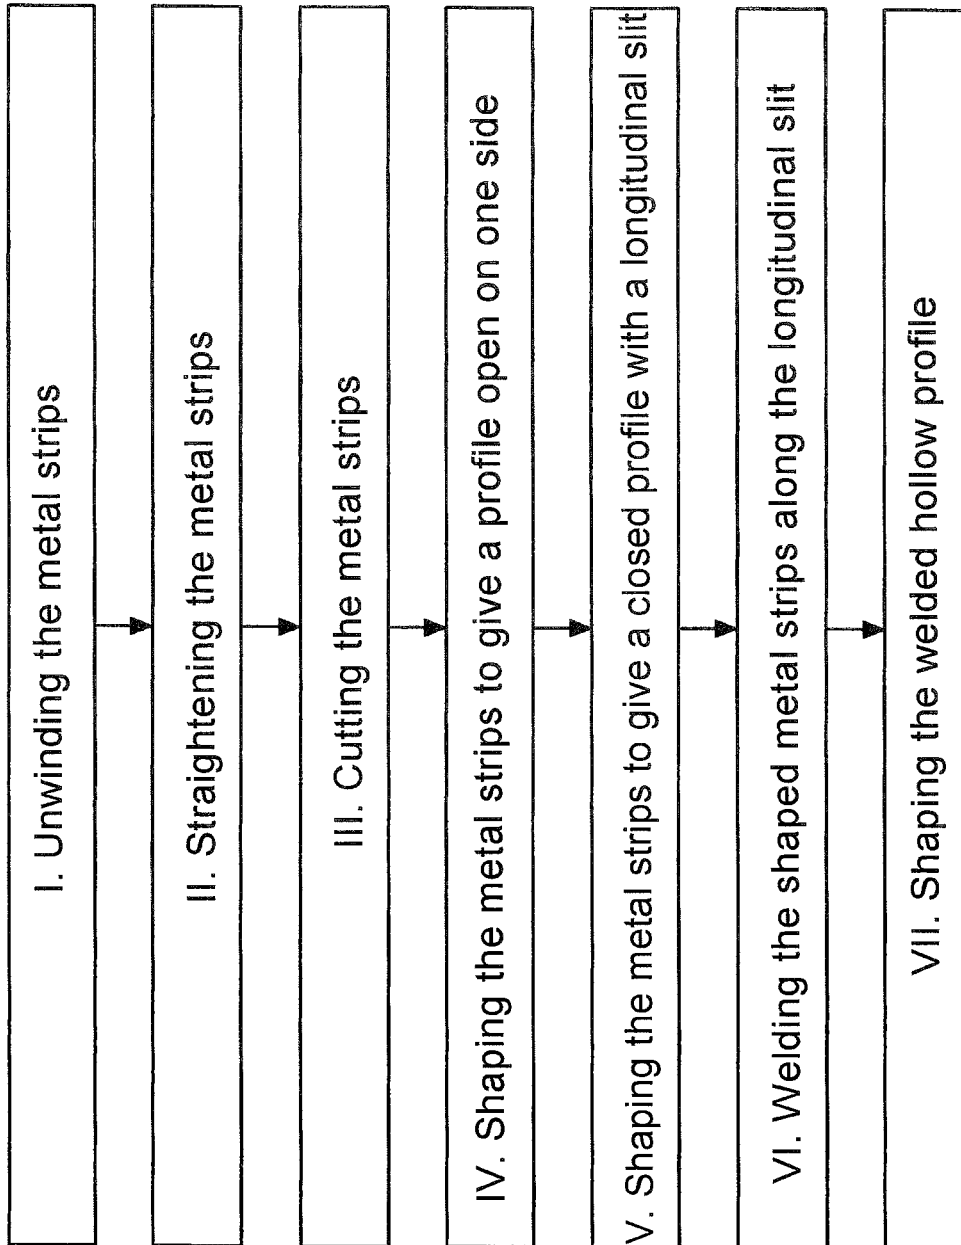 I. Unwinding the metal strips
II. Straightening the metal strips
III. Cutting the metal strips
IV. Shaping the metal strips to give a profile open on one side
V. Shaping the metal strips to give a closed profile with a longitudinal slit
VI. Welding the shaped metal strips along the longitudinal slit
VII. Shaping the welded hollow profile